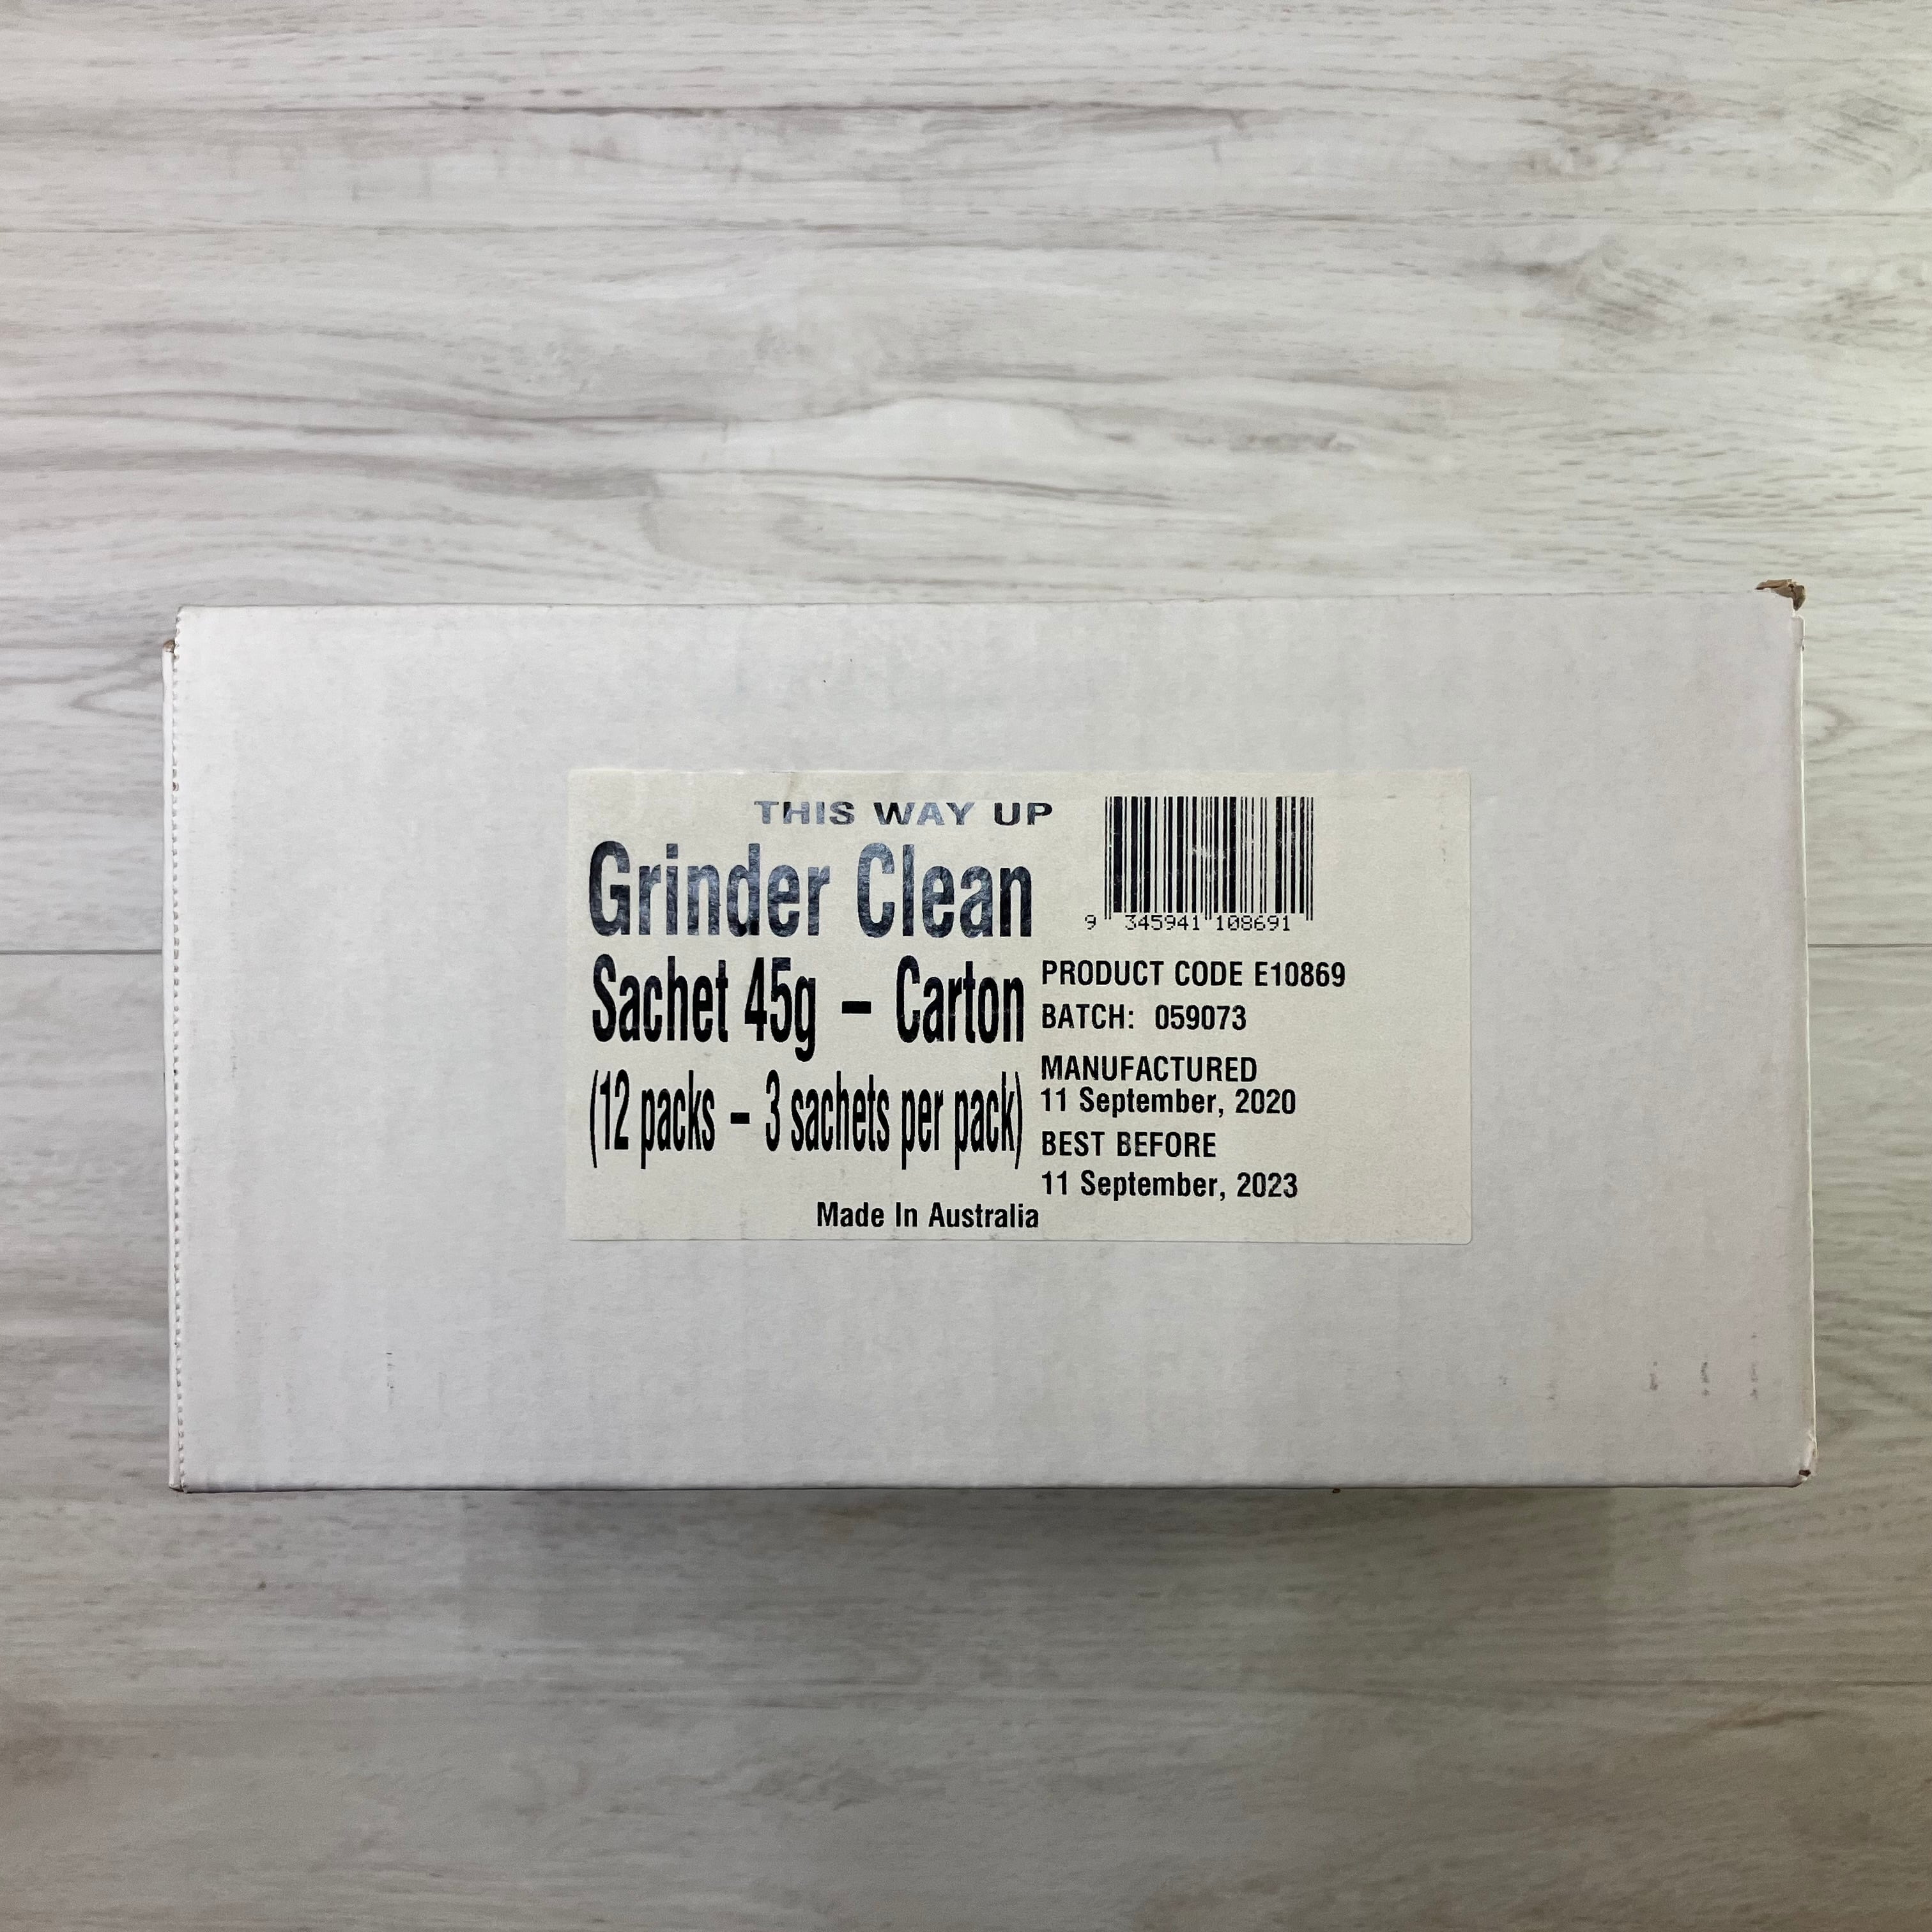 THIS WAY UP
Grinder Clean
Sachet 45g – Carton
(12 packs – 3 sachets per pack)
Made In Australia
9 345941 108691
PRODUCT CODE E10869
BATCH: 059073
MANUFACTURED
11 September, 2020
BEST BEFORE
11 September, 2023